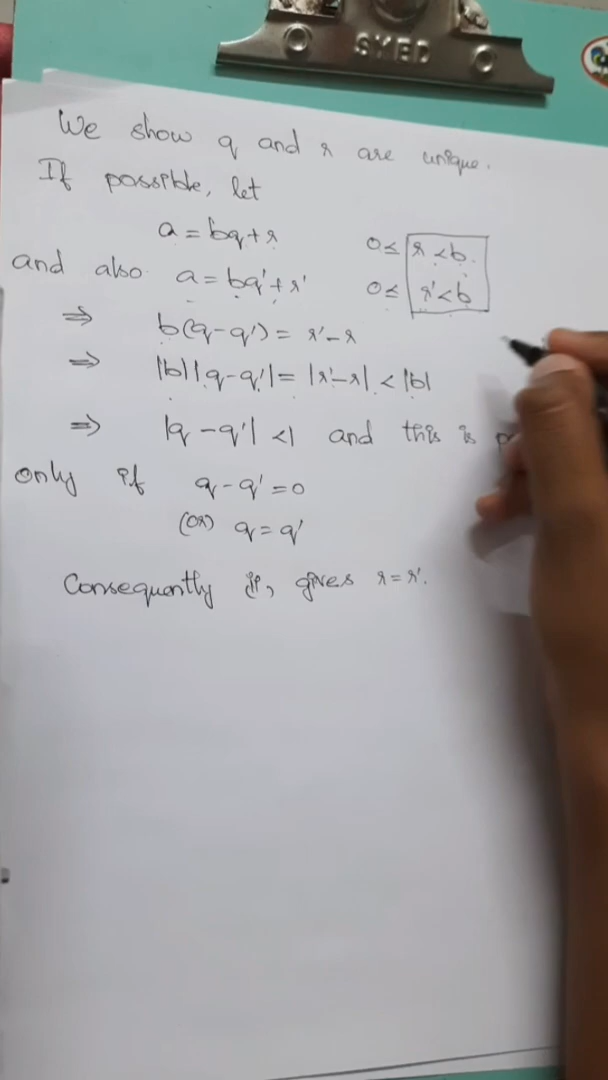 SYED
We show q and r are unique.
If possible, let
a = bq + r 0 ≤ r < b.
and also a = bq' + r' 0 ≤ r' < b
⇒ b(q - q') = r' - r
⇒ |b| |q - q'| = |r' - r| < |b|
⇒ |q - q'| < 1 and this is
only if q - q' = 0
(or) q = q'
Consequently gives r = r'.